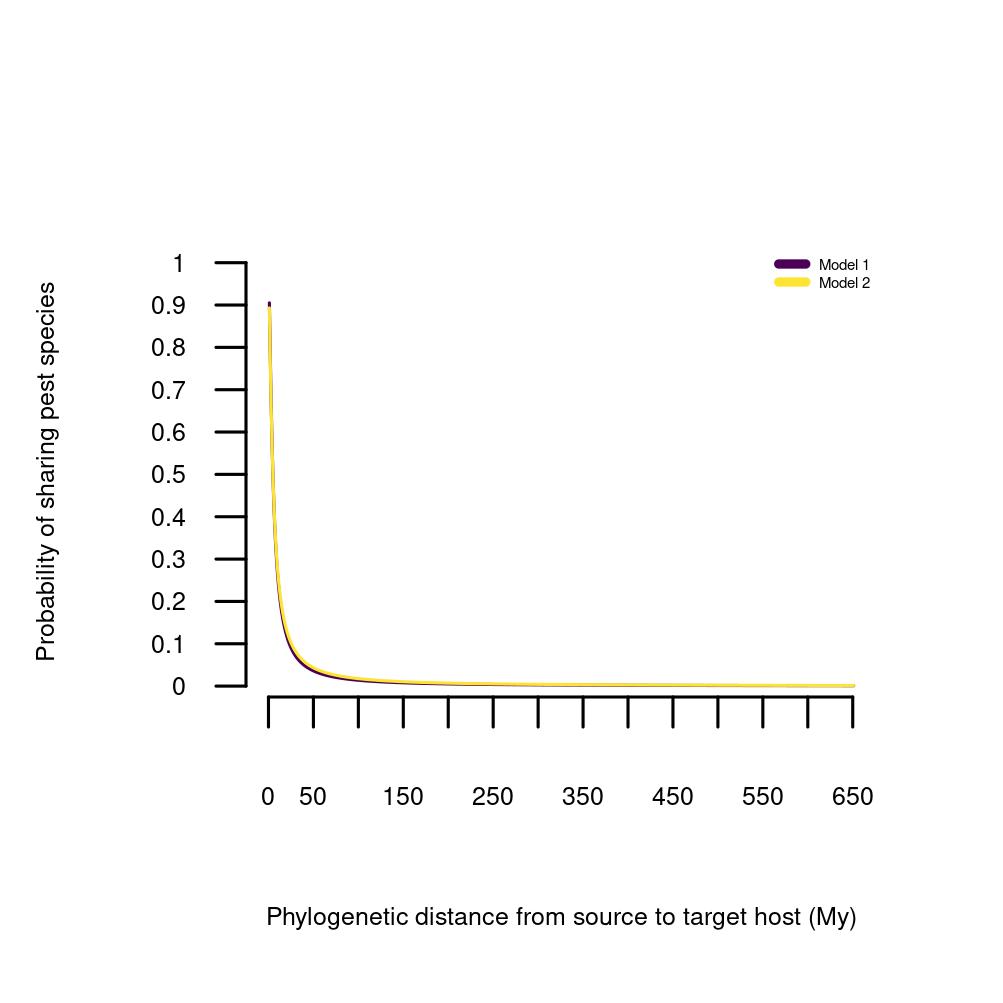 Probability of sharing pest species
1
0.9
0.8
0.7
0.6
0.5
0.4
0.3
0.2
0.1
0
Model 1
Model 2
0 50 150 250 350 450 550 650
Phylogenetic distance from source to target host (My)